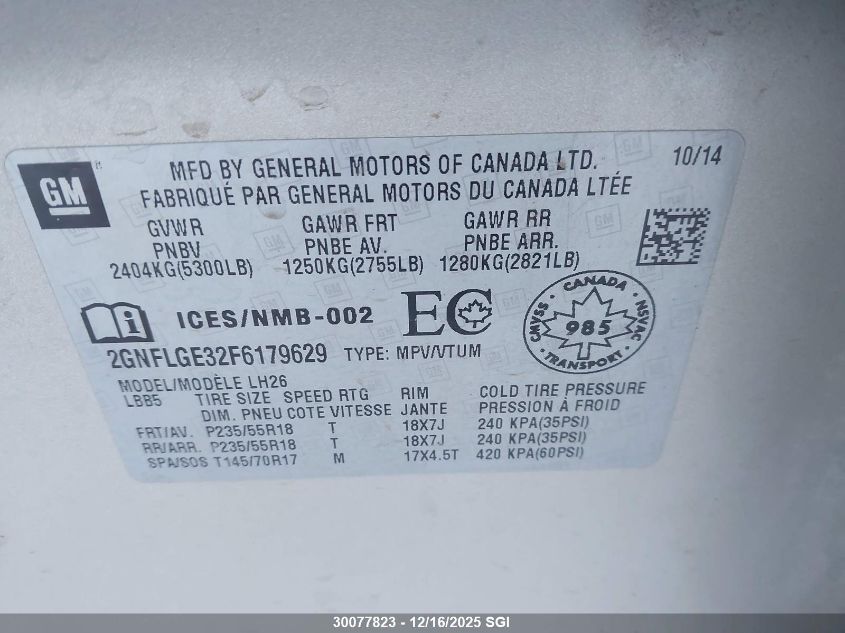 GM
MFD BY GENERAL MOTORS OF CANADA LTD. 10/14
FABRIQUÉ PAR GENERAL MOTORS DU CANADA LTÉE
GVWR GAWR FRT GAWR RR
PNBV PNBE AV. PNBE ARR.
2404KG(5300LB) 1250KG(2755LB) 1280KG(2821LB)
i ICES/NMB-002 EC
CANADA
CMVSS 985 NSVAC
TRANSPORT
2GNFLGE32F6179629 TYPE: MPV/VTUM
MODEL/MODÈLE LH26
LBB5 TIRE SIZE SPEED RTG RIM COLD TIRE PRESSURE
DIM. PNEU COTE VITESSE JANTE PRESSION À FROID
FRT/AV. P235/55R18 T 18X7J 240 KPA(35PSI)
RR/ARR. P235/55R18 T 18X7J 240 KPA(35PSI)
SPA/SOS T145/70R17 M 17X4.5T 420 KPA(60PSI)
30077823 - 12/16/2025 SGI